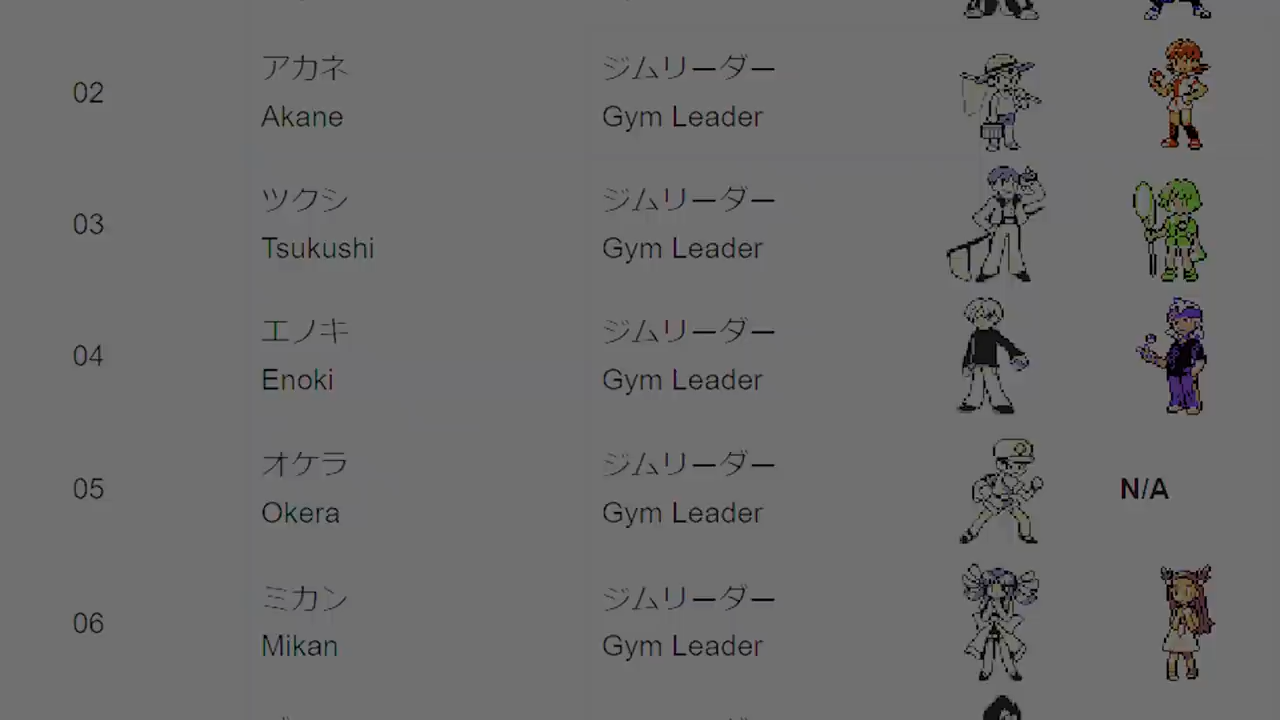 02
アカネ
Akane
ジムリーダー
Gym Leader
03
ツクシ
Tsukushi
ジムリーダー
Gym Leader
04
エノキ
Enoki
ジムリーダー
Gym Leader
05
オケラ
Okera
ジムリーダー
Gym Leader
N/A
06
ミカン
Mikan
ジムリーダー
Gym Leader